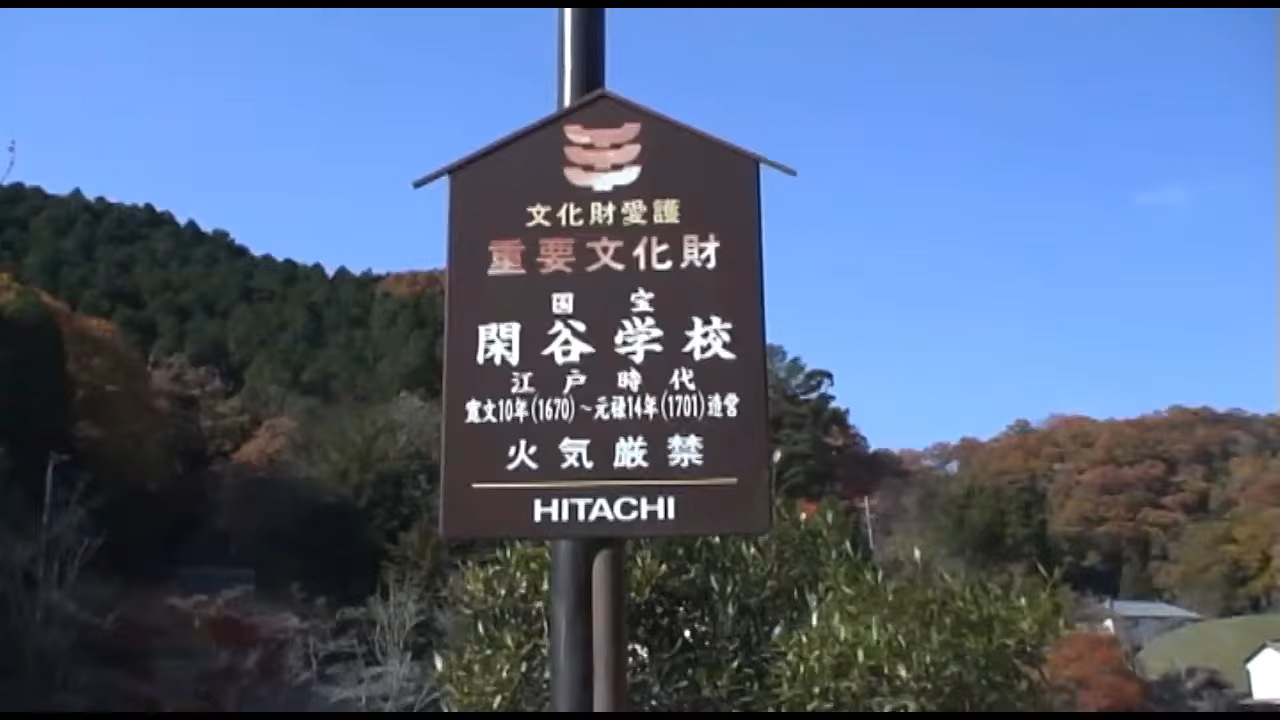 文化財愛護
重要文化財
国宝
閑谷学校
江戸時代
寛文10年(1670)～元禄14年(1701)造営
火気厳禁
HITACHI